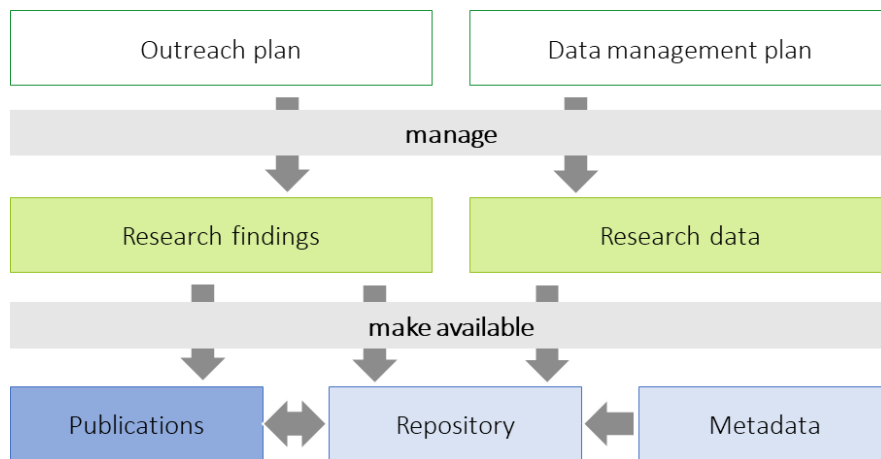 Outreach plan
Data management plan
manage
Research findings
Research data
make available
Publications
Repository
Metadata